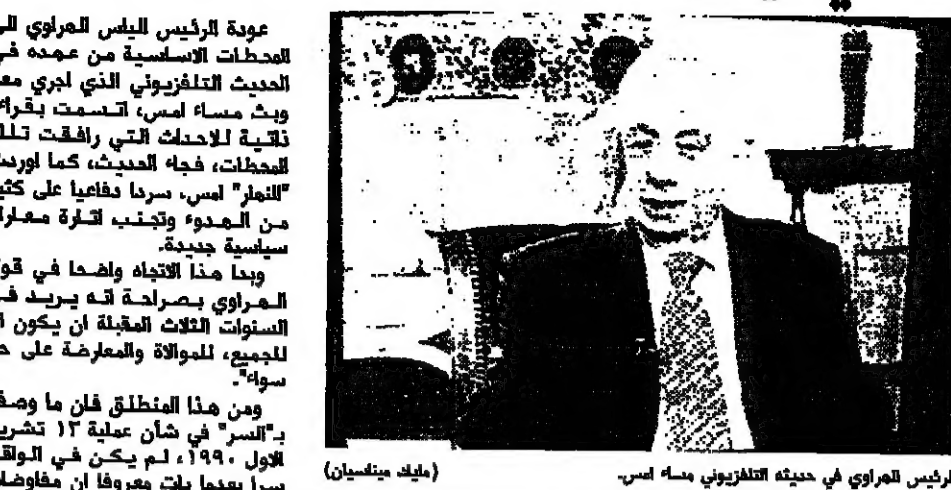 عودة الرئيس الياس الهراوي الى
المحطات الاساسية من عهده في
الحديث التلفزيوني الذي اجري معه
وبث مساء امس، اتسمت بقراءة
ذاتية للاحداث التي رافقت تلك
المحطات، فجاء الحديث، كما اوردت
"النهار" امس، سردا دفاعيا على كثير
من الهدوء وتجنب اثارة معارك
سياسية جديدة.
وبدا هذا الاتجاه واضحا في قول
الهراوي بصراحة انه يريد في
السنوات الثلاث المقبلة ان يكون
للجميع، للموالاة والمعارضة على حد
سواء".
ومن هذا المنطلق فان ما وصف
بـ"السر" في شأن عملية ١٣ تشرين
الاول ١٩٩٠، لم يكن في الواقع
سرا بعدما بات معروفا ان مفاوضات
الرئيس الهراوي في حديثه التلفزيوني مساء امس.
(مليك ميناسيان)